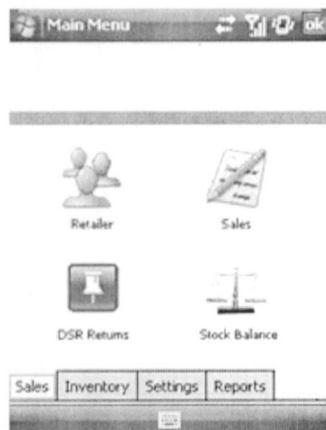 Main Menu ok
Retailer Sales
DSR Returns Stock Balance
Sales Inventory Settings Reports